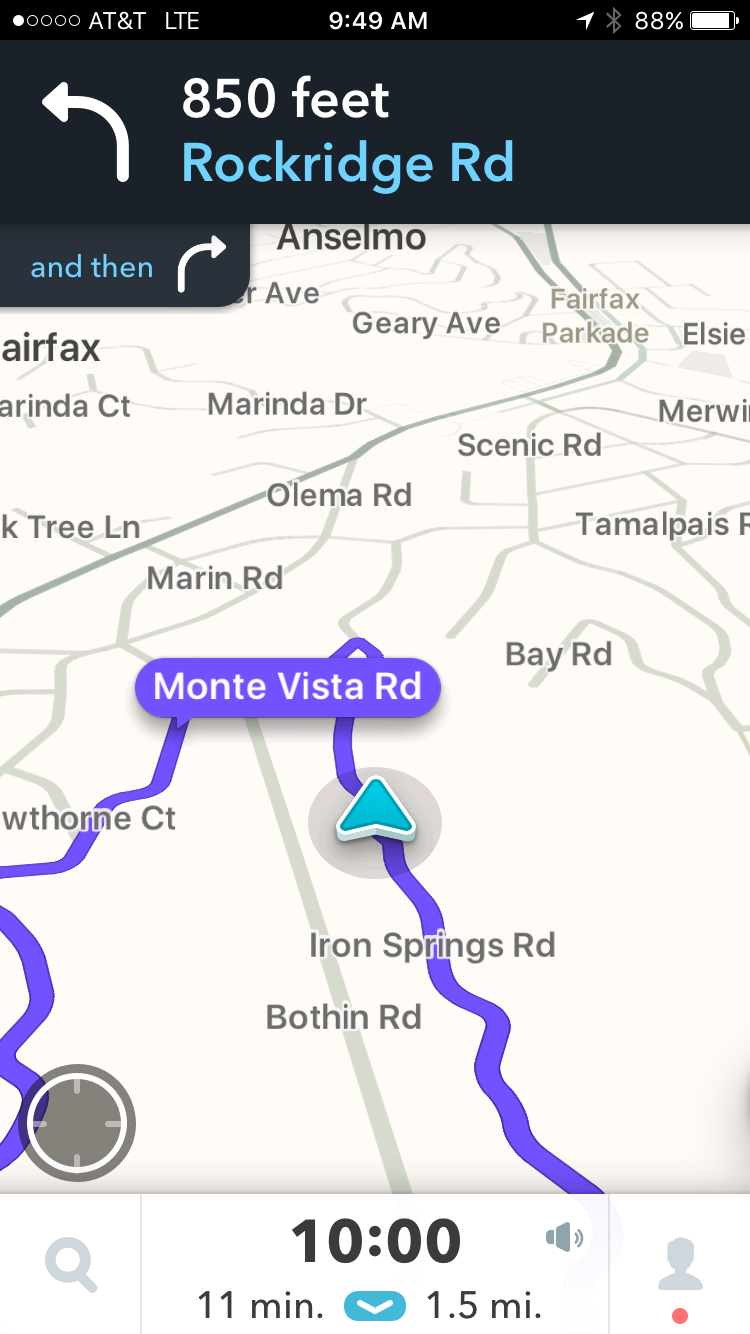 AT&T LTE 9:49 AM 88%
850 feet
Rockridge Rd
and then
Anselmo
er Ave
Fairfax
Parkade
Geary Ave
Elsie
airfax
arinda Ct
Marinda Dr
Merwi
Scenic Rd
Olema Rd
k Tree Ln
Tamalpais R
Marin Rd
Bay Rd
Monte Vista Rd
wthorne Ct
Iron Springs Rd
Bothin Rd
10:00
11 min. 1.5 mi.